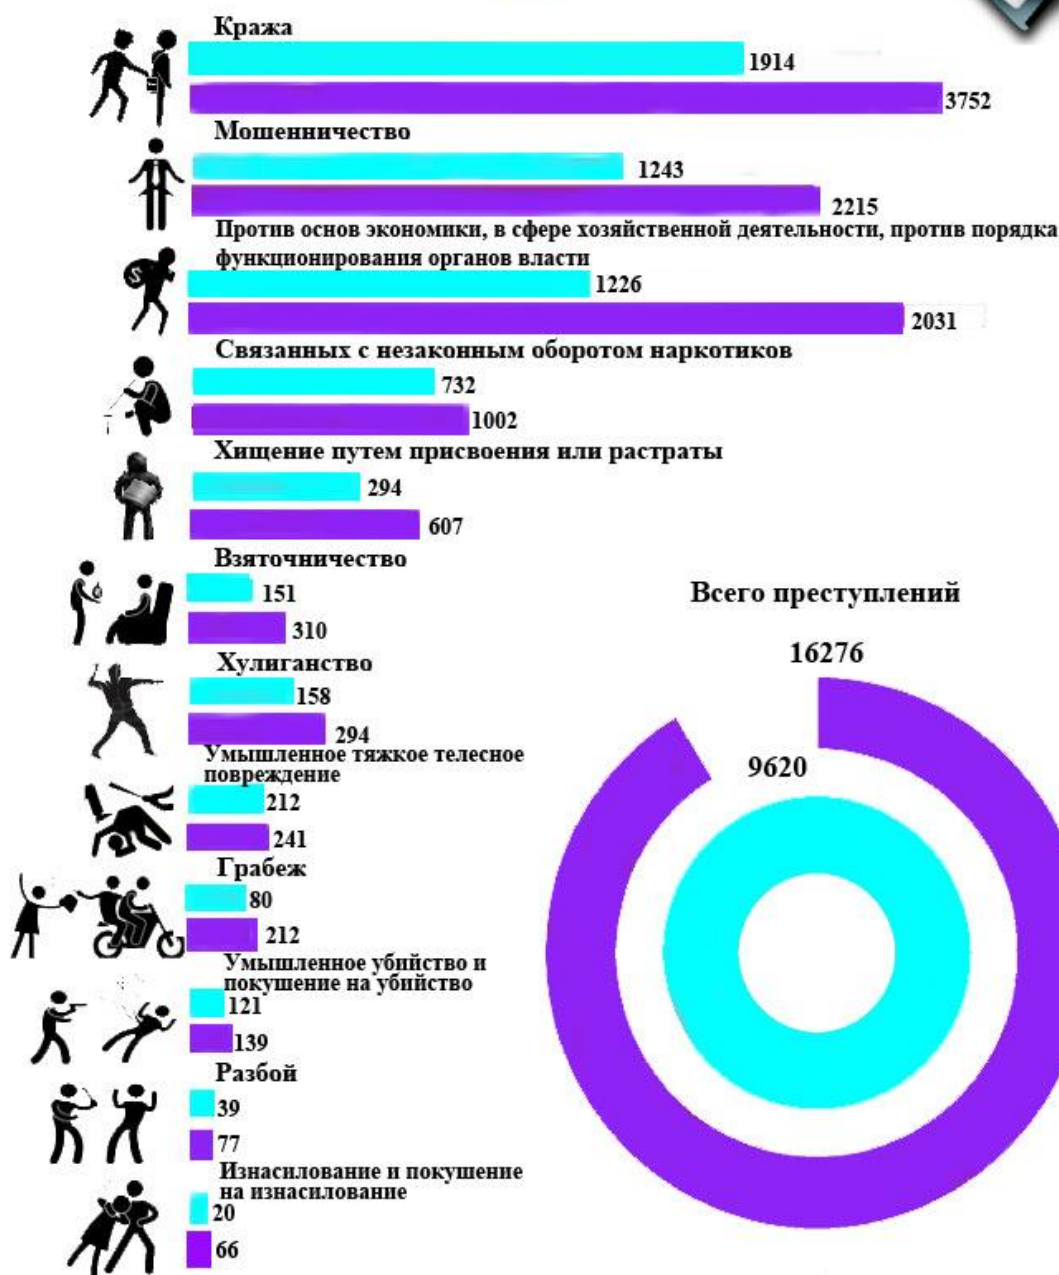 Кража
1914
3752
Мошенничество
1243
2215
Против основ экономики, в сфере хозяйственной деятельности, против порядка
функционирования органов власти
1226
2031
Связанных с незаконным оборотом наркотиков
732
1002
Хищение путем присвоения или растраты
294
607
Взяточничество
151
310
Хулиганство
158
294
Умышленное тяжкое телесное
повреждение
212
241
Грабеж
80
212
Умышленное убийство и
покушение на убийство
121
139
Разбой
39
77
Изнасилование и покушение
на изнасилование
20
66
Всего преступлений
16276
9620